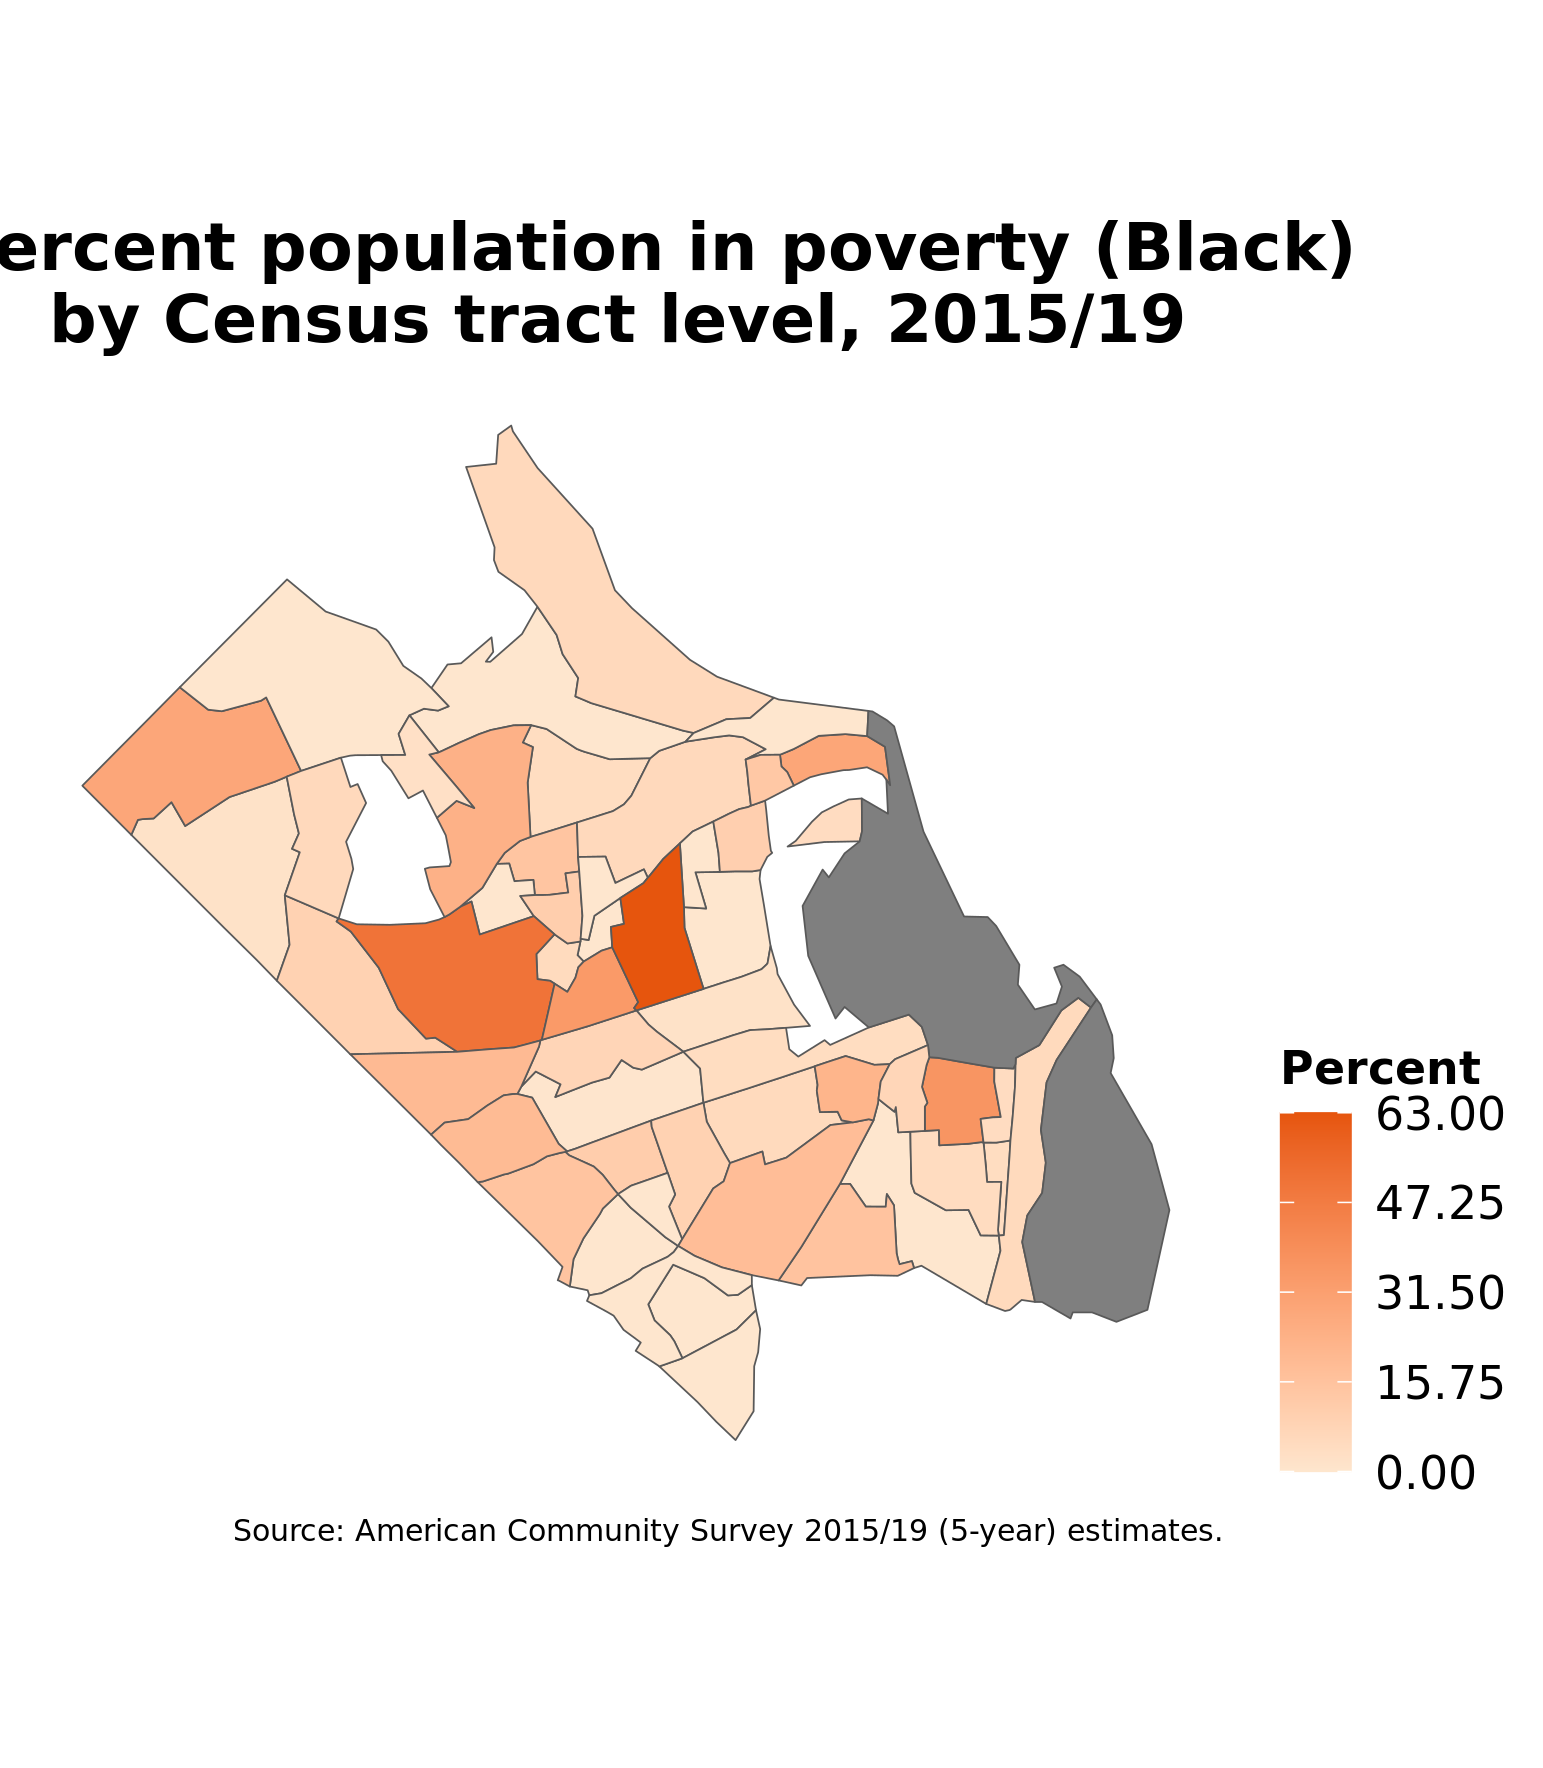 ercent population in poverty (Black)
by Census tract level, 2015/19
Percent
63.00
47.25
31.50
15.75
0.00
Source: American Community Survey 2015/19 (5-year) estimates.